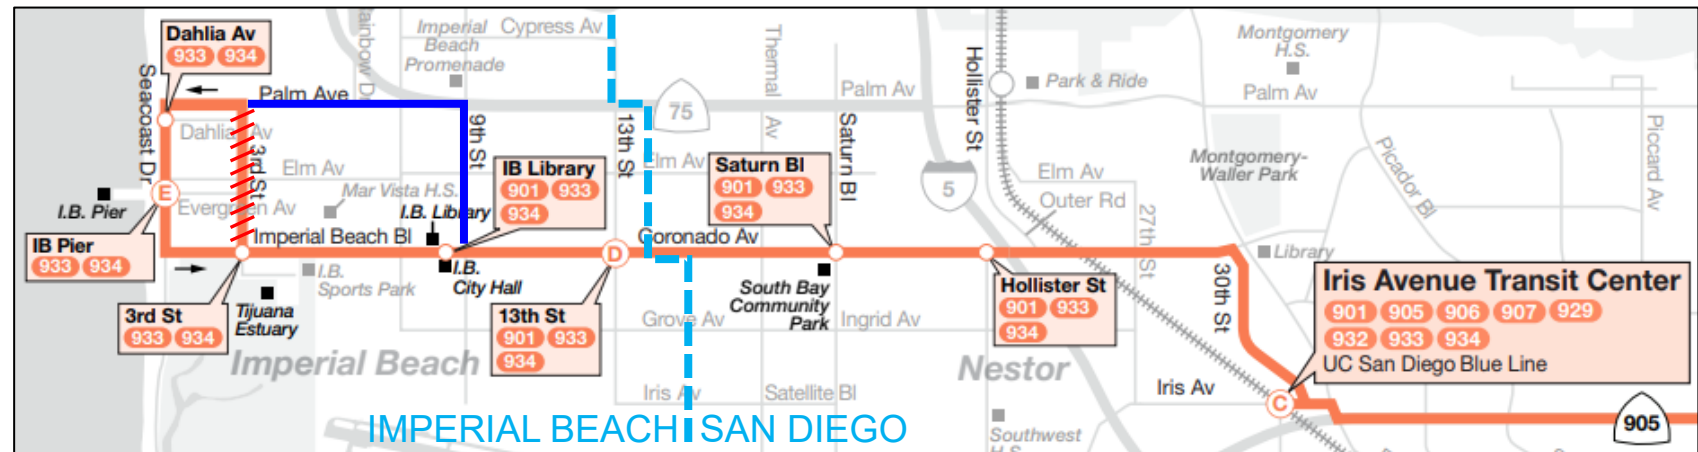 Dahlia Av
933 934
Imperial
Beach
Promenade
Cypress Av
Thermal
Av
Hollister St
Park & Ride
Montgomery
H.S.
Palm Av
Palm Av
Piccard Av
Seacoast Dr
Palm Ave
75
Dahlia Av
3rd St
9th St
13th St
Saturn Bl
Elm Av
Elm Av
Mar Vista H.S.
I.B. Library
IB Library
901 933
934
Saturn Bl
901 933
934
5
Elm Av
Outer Rd
Montgomery-
Waller Park
Picador Bl
27th St
E
I.B. Pier
Evergreen Av
IB Pier
933 934
Imperial Beach Bl
D
Coronado Av
Library
I.B.
Sports Park
I.B.
City Hall
Tijuana
Estuary
3rd St
933 934
13th St
901 933
934
South Bay
Community
Park
Grove Av
Ingrid Av
Hollister St
901 933
934
30th St
Iris Avenue Transit Center
901 905 906 907 929
932 933 934
UC San Diego Blue Line
Imperial Beach
Nestor
Iris Av
Satellite Bl
Iris Av
C
905
IMPERIAL BEACH
SAN DIEGO
Southwest